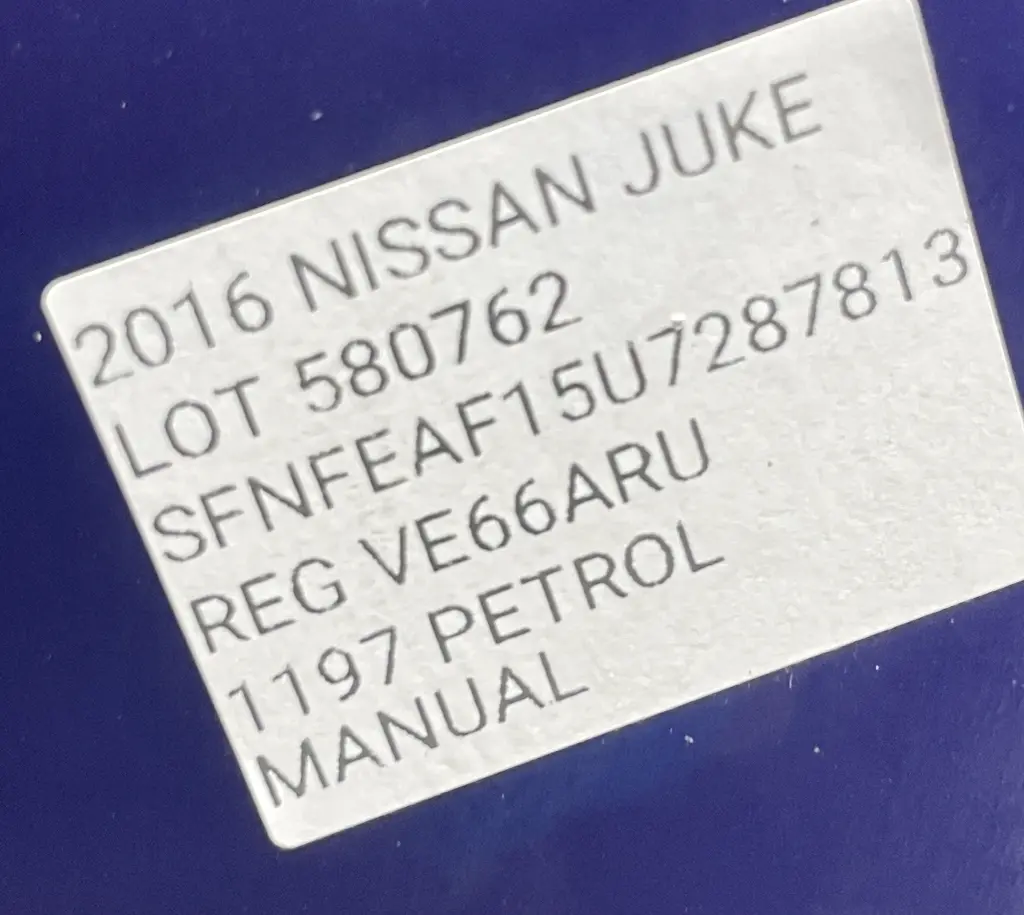 2016 NISSAN JUKE
LOT 580762
SFNFEAF15U7287813
REG VE66ARU
1197 PETROL
MANUAL